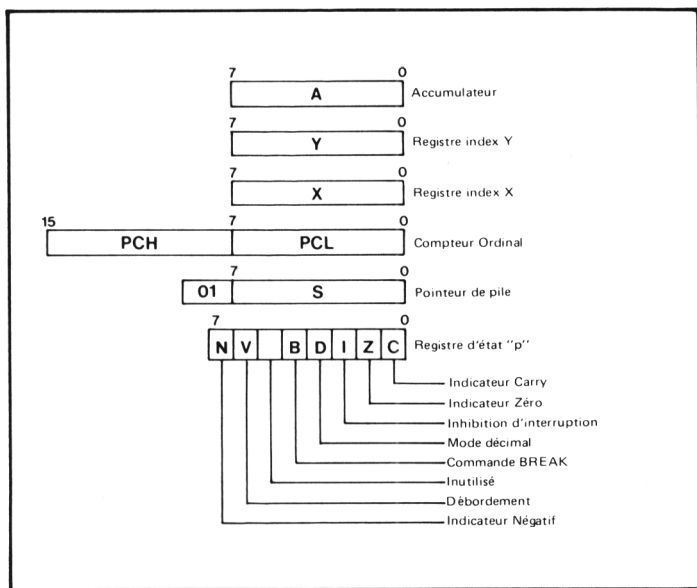 7 0
A Accumulateur
7 0
Y Registre index Y
7 0
X Registre index X
15 7 0
PCH PCL Compteur Ordinal
7 0
01 S Pointeur de pile
7 0
N V B D I Z C Registre d'état "p"
Indicateur Carry
Indicateur Zéro
Inhibition d'interruption
Mode décimal
Commande BREAK
Inutilisé
Débordement
Indicateur Négatif